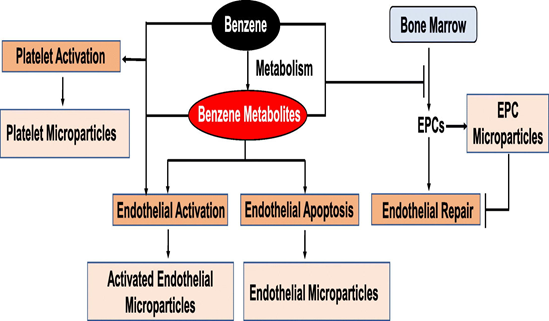 Benzene
Bone Marrow
Platelet Activation
Metabolism
Benzene Metabolites
Platelet Microparticles
EPCs
EPC
Microparticles
Endothelial Activation
Endothelial Apoptosis
Endothelial Repair
Activated Endothelial
Microparticles
Endothelial Microparticles